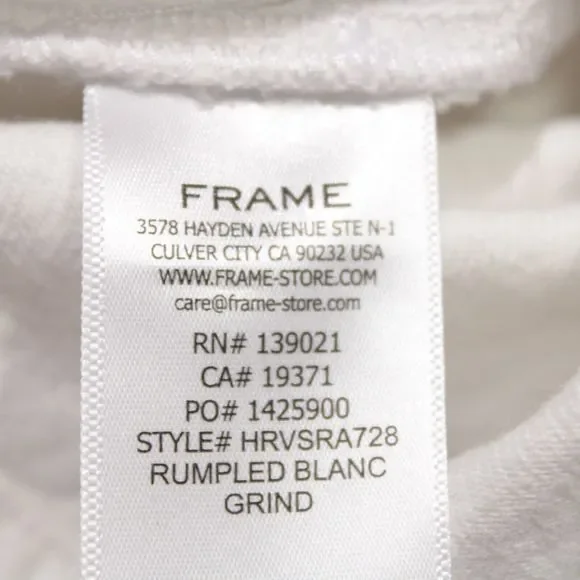 FRAME
3578 HAYDEN AVENUE STE N-1
CULVER CITY CA 90232 USA
WWW.FRAME-STORE.COM
care@frame-store.com
RN# 139021
CA# 19371
PO# 1425900
STYLE# HRVSRA728
RUMPLED BLANC
GRIND